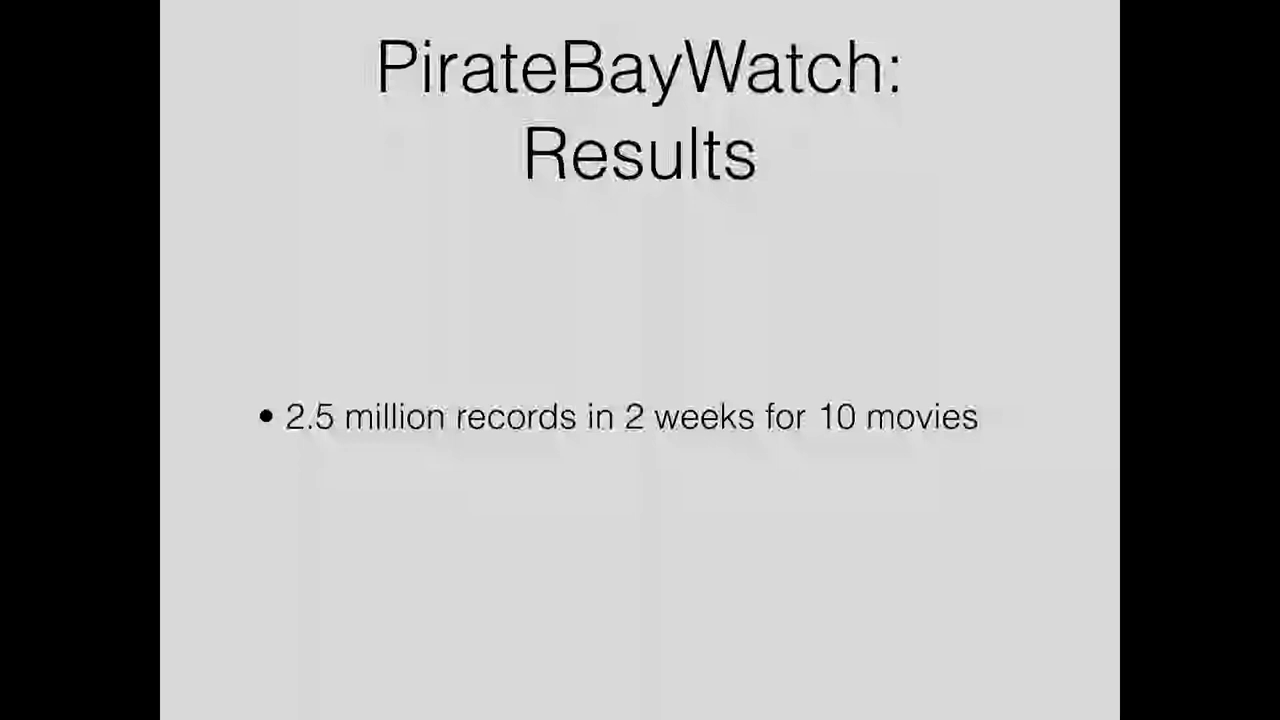 PirateBayWatch:
Results
• 2.5 million records in 2 weeks for 10 movies